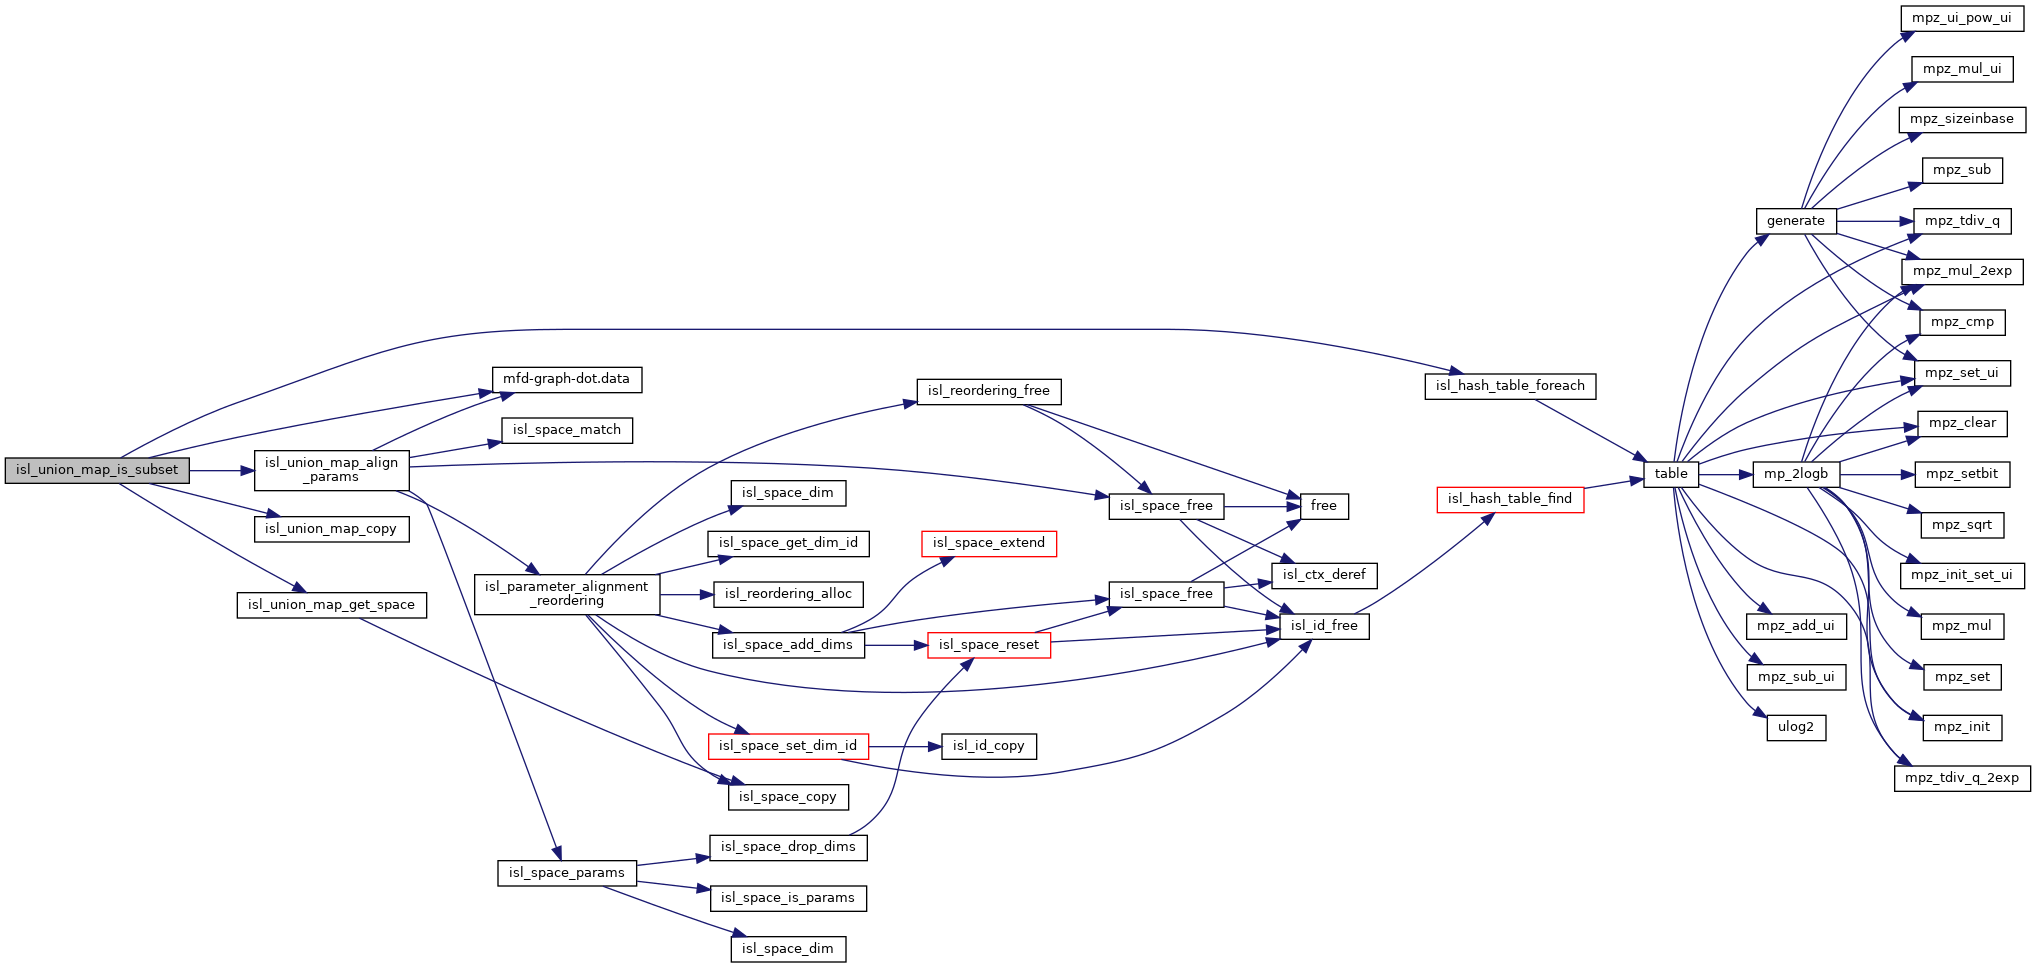 isl_union_map_is_subset
mfd-graph-dot.data
isl_space_match
isl_union_map_align
_params
isl_union_map_copy
isl_union_map_get_space
isl_parameter_alignment
_reordering
isl_space_params
isl_space_dim
isl_space_get_dim_id
isl_reordering_alloc
isl_space_add_dims
isl_space_set_dim_id
isl_space_copy
isl_space_drop_dims
isl_space_is_params
isl_space_dim
isl_reordering_free
isl_space_extend
isl_space_reset
isl_id_copy
isl_space_free
isl_space_free
free
isl_ctx_deref
isl_id_free
isl_hash_table_foreach
isl_hash_table_find
table
generate
mp_2logb
mpz_add_ui
mpz_sub_ui
ulog2
mpz_ui_pow_ui
mpz_mul_ui
mpz_sizeinbase
mpz_sub
mpz_tdiv_q
mpz_mul_2exp
mpz_cmp
mpz_set_ui
mpz_clear
mpz_setbit
mpz_sqrt
mpz_init_set_ui
mpz_mul
mpz_set
mpz_init
mpz_tdiv_q_2exp